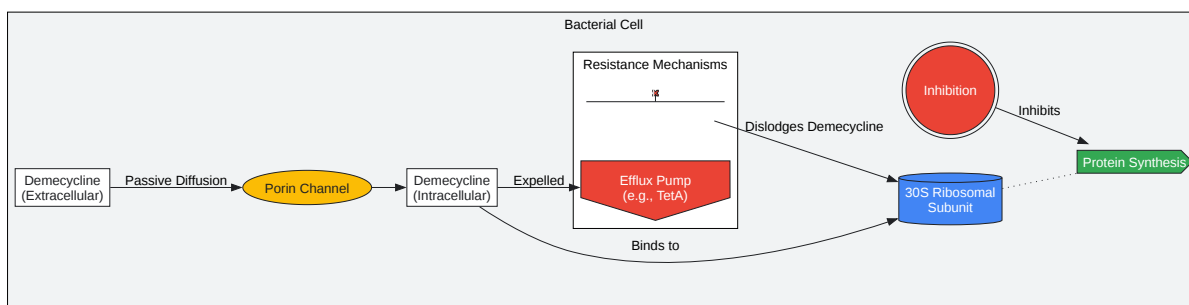 Bacterial Cell
Resistance Mechanisms
Inhibition
Inhibits
Dislodges Demecycline
Protein Synthesis
Demecycline
(Extracellular)
Passive Diffusion
Porin Channel
Demecycline
(Intracellular)
Expelled
Efflux Pump
(e.g., TetA)
30S Ribosomal
Subunit
Binds to